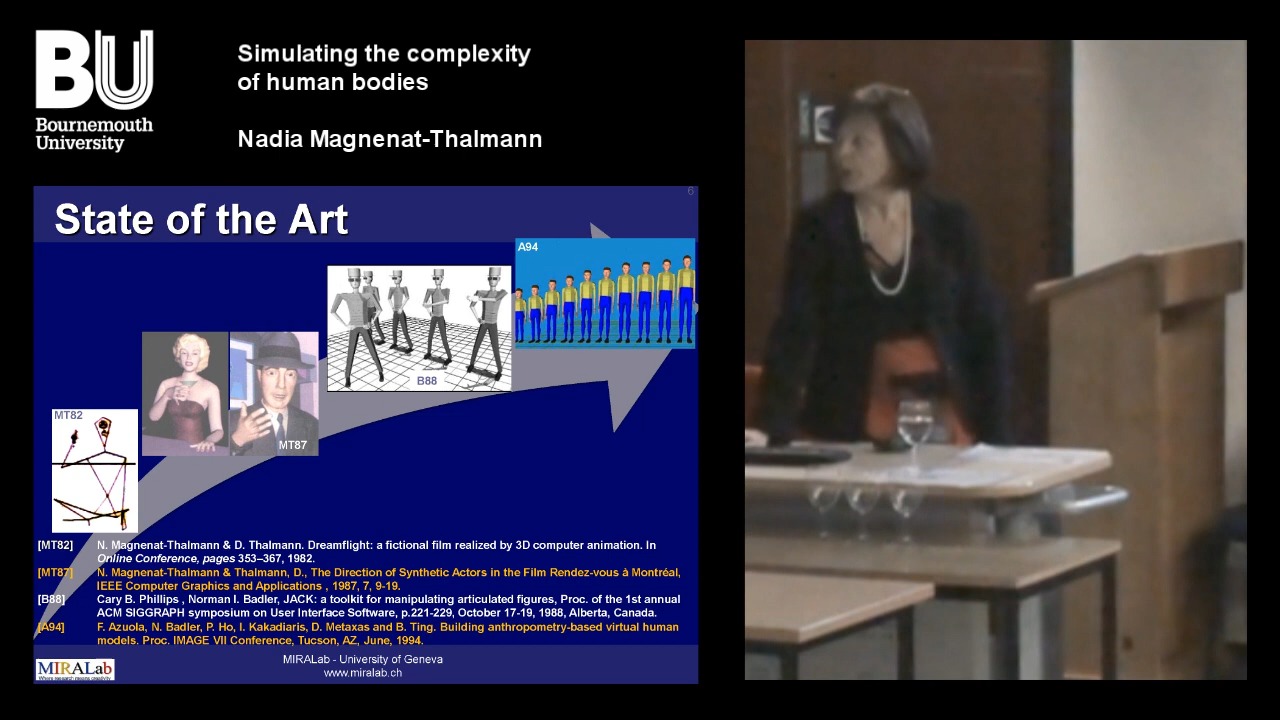 BU
Bournemouth
University
Simulating the complexity
of human bodies
Nadia Magnenat-Thalmann
6
State of the Art
A94
B88
MT87
MT82
[MT82] N. Magnenat-Thalmann & D. Thalmann. Dreamflight: a fictional film realized by 3D computer animation. In
Online Conference, pages 353–367, 1982.
[MT87] N. Magnenat-Thalmann & Thalmann, D., The Direction of Synthetic Actors in the Film Rendez-vous à Montréal,
IEEE Computer Graphics and Applications , 1987, 7, 9-19.
[B88] Cary B. Phillips , Norman I. Badler, JACK: a toolkit for manipulating articulated figures, Proc. of the 1st annual
ACM SIGGRAPH symposium on User Interface Software, p.221-229, October 17-19, 1988, Alberta, Canada.
[A94] F. Azuola, N. Badler, P. Ho, I. Kakadiaris, D. Metaxas and B. Ting. Building anthropometry-based virtual human
models. Proc. IMAGE VII Conference, Tucson, AZ, June, 1994.
MIRALab
MIRALab - University of Geneva
www.miralab.ch